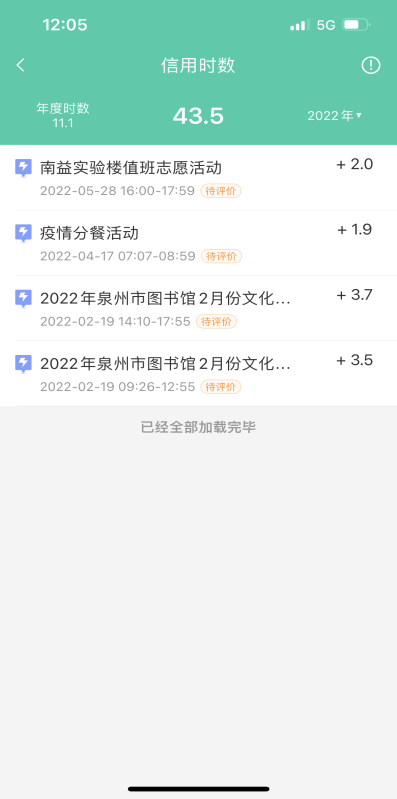 12:05
5G
信用时数
年度时数
11.1
43.5
2022 年 ▾
南益实验楼值班志愿活动
+ 2.0
2022-05-28 16:00-17:59 待评价
疫情分餐活动
+ 1.9
2022-04-17 07:07-08:59 待评价
2022年泉州市图书馆2月份文化...
+ 3.7
2022-02-19 14:10-17:55 待评价
2022年泉州市图书馆2月份文化...
+ 3.5
2022-02-19 09:26-12:55 待评价
已经全部加载完毕